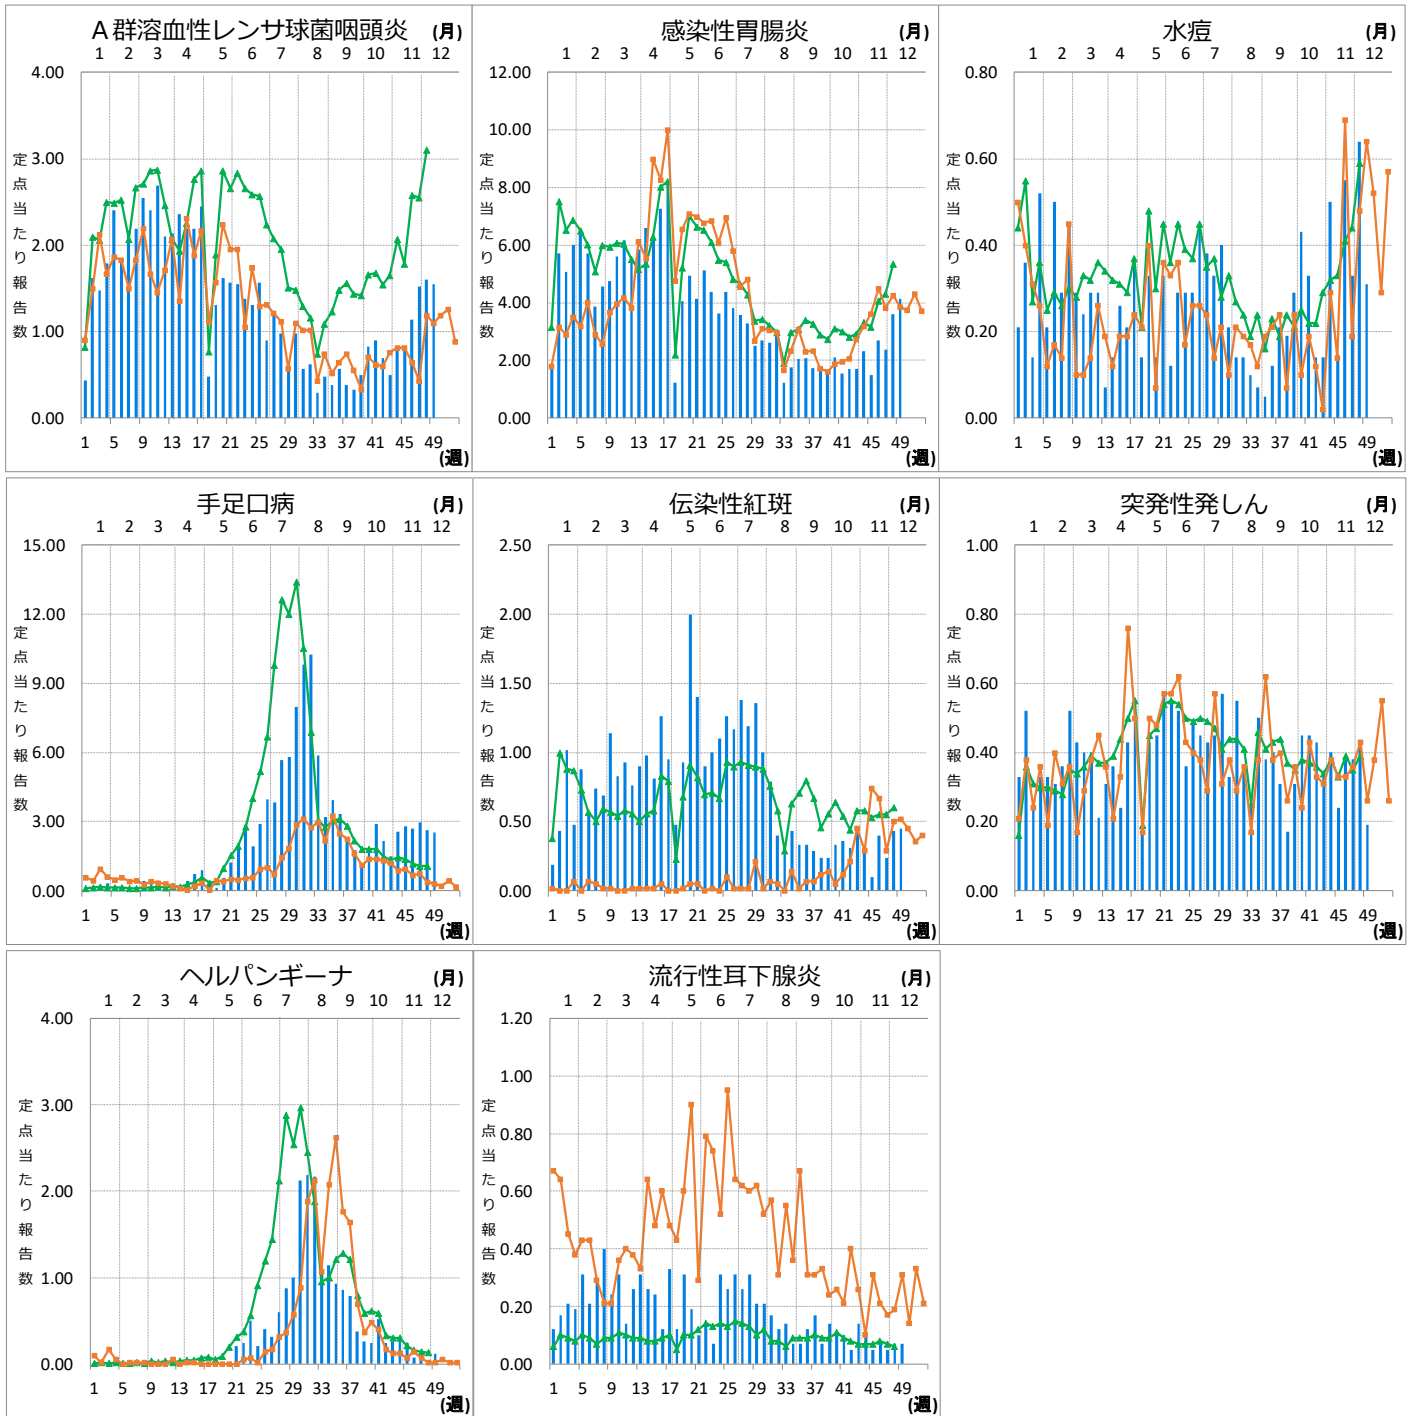 A群溶血性レンサ球菌咽頭炎 (月)
1 2 3 4 5 6 7 8 9 10 11 12
4.00
3.00
2.00
1.00
0.00
定点当たり報告数
1 5 9 13 17 21 25 29 33 37 41 45 49
(週)
感染性胃腸炎 (月)
1 2 3 4 5 6 7 8 9 10 11 12
12.00
10.00
8.00
6.00
4.00
2.00
0.00
定点当たり報告数
1 5 9 13 17 21 25 29 33 37 41 45 49
(週)
水痘 (月)
1 2 3 4 5 6 7 8 9 10 11 12
0.80
0.60
0.40
0.20
0.00
定点当たり報告数
1 5 9 13 17 21 25 29 33 37 41 45 49
(週)
手足口病 (月)
1 2 3 4 5 6 7 8 9 10 11 12
15.00
12.00
9.00
6.00
3.00
0.00
定点当たり報告数
1 5 9 13 17 21 25 29 33 37 41 45 49
(週)
伝染性紅斑 (月)
1 2 3 4 5 6 7 8 9 10 11 12
2.50
2.00
1.50
1.00
0.50
0.00
定点当たり報告数
1 5 9 13 17 21 25 29 33 37 41 45 49
(週)
突発性発しん (月)
1 2 3 4 5 6 7 8 9 10 11 12
1.00
0.80
0.60
0.40
0.20
0.00
定点当たり報告数
1 5 9 13 17 21 25 29 33 37 41 45 49
(週)
ヘルパンギーナ (月)
1 2 3 4 5 6 7 8 9 10 11 12
4.00
3.00
2.00
1.00
0.00
定点当たり報告数
1 5 9 13 17 21 25 29 33 37 41 45 49
(週)
流行性耳下腺炎 (月)
1 2 3 4 5 6 7 8 9 10 11 12
1.20
1.00
0.80
0.60
0.40
0.20
0.00
定点当たり報告数
1 5 9 13 17 21 25 29 33 37 41 45 49
(週)